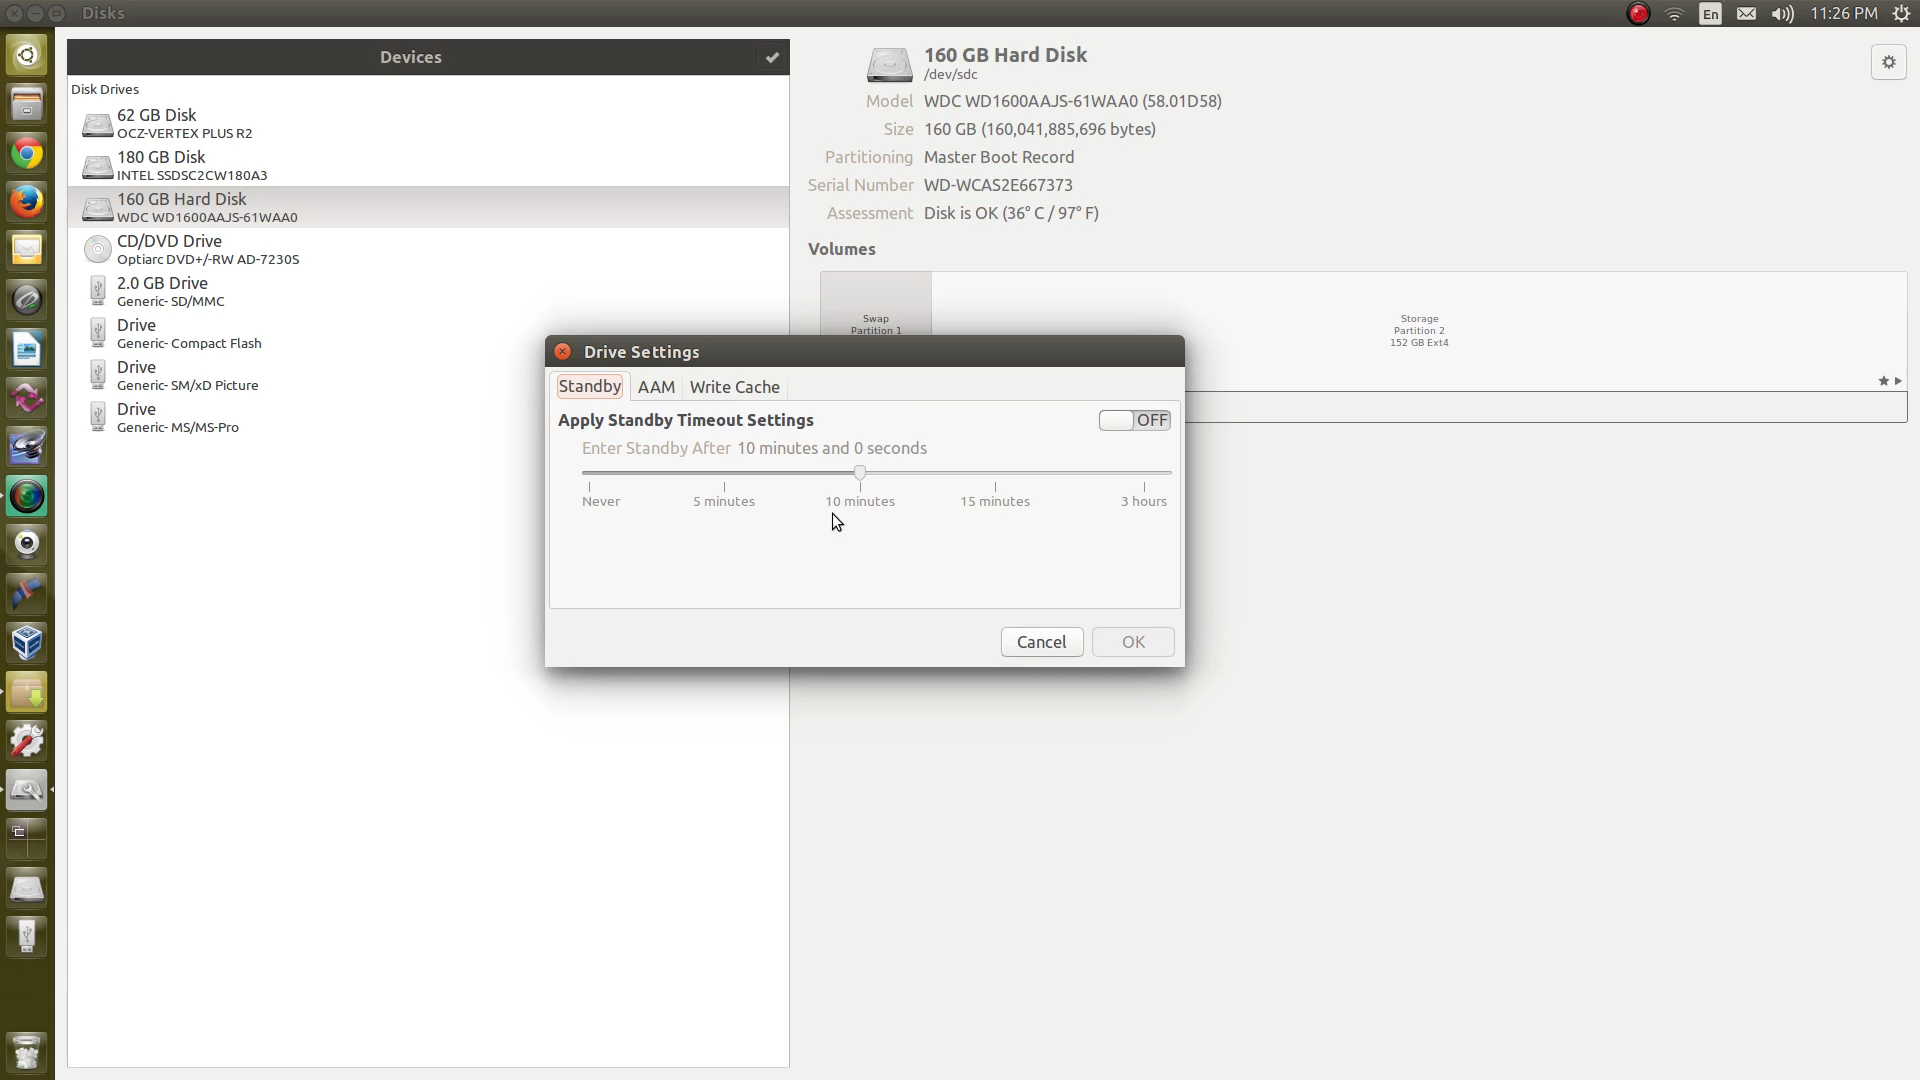 Disks
En
11:26 PM
Devices
Disk Drives
62 GB Disk
OCZ-VERTEX PLUS R2
180 GB Disk
INTEL SSDSC2CW180A3
160 GB Hard Disk
WDC WD1600AAJS-61WAA0
CD/DVD Drive
Optiarc DVD+/-RW AD-7230S
2.0 GB Drive
Generic- SD/MMC
Drive
Generic- Compact Flash
Drive
Generic- SM/xD Picture
Drive
Generic- MS/MS-Pro
160 GB Hard Disk
/dev/sdc
Model WDC WD1600AAJS-61WAA0 (58.01D58)
Size 160 GB (160,041,885,696 bytes)
Partitioning Master Boot Record
Serial Number WD-WCAS2E667373
Assessment Disk is OK (36° C / 97° F)
Volumes
Swap
Partition 1
Storage
Partition 2
152 GB Ext4
Drive Settings
Standby AAM Write Cache
Apply Standby Timeout Settings OFF
Enter Standby After 10 minutes and 0 seconds
Never 5 minutes 10 minutes 15 minutes 3 hours
Cancel OK